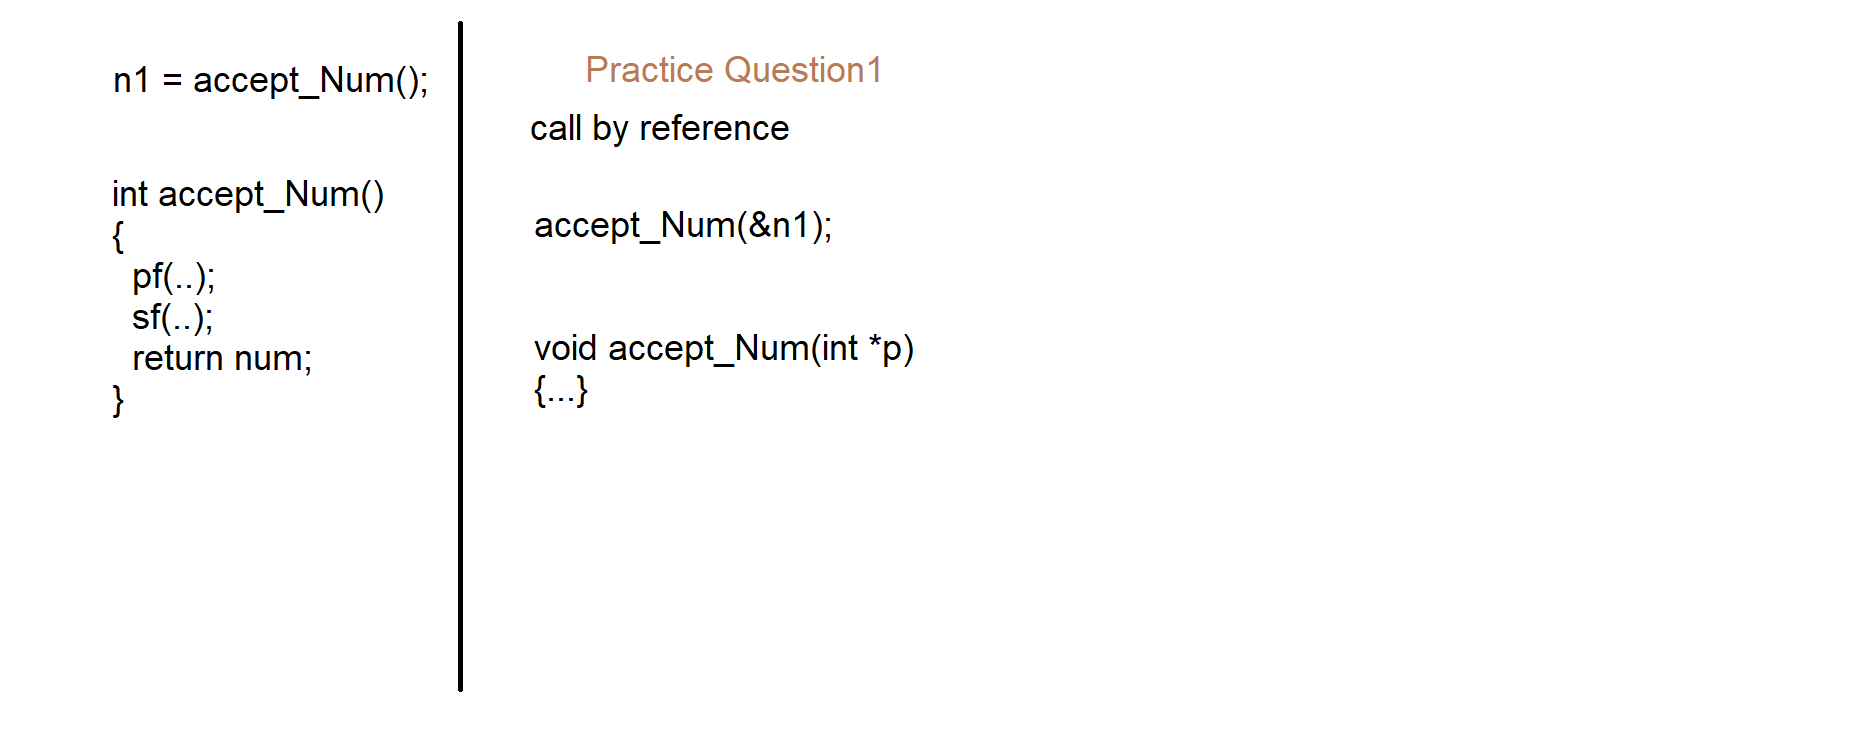 n1 = accept_Num();
int accept_Num()
{
pf(..);
sf(..);
return num;
}
Practice Question1
call by reference
accept_Num(&n1);
void accept_Num(int *p)
{...}